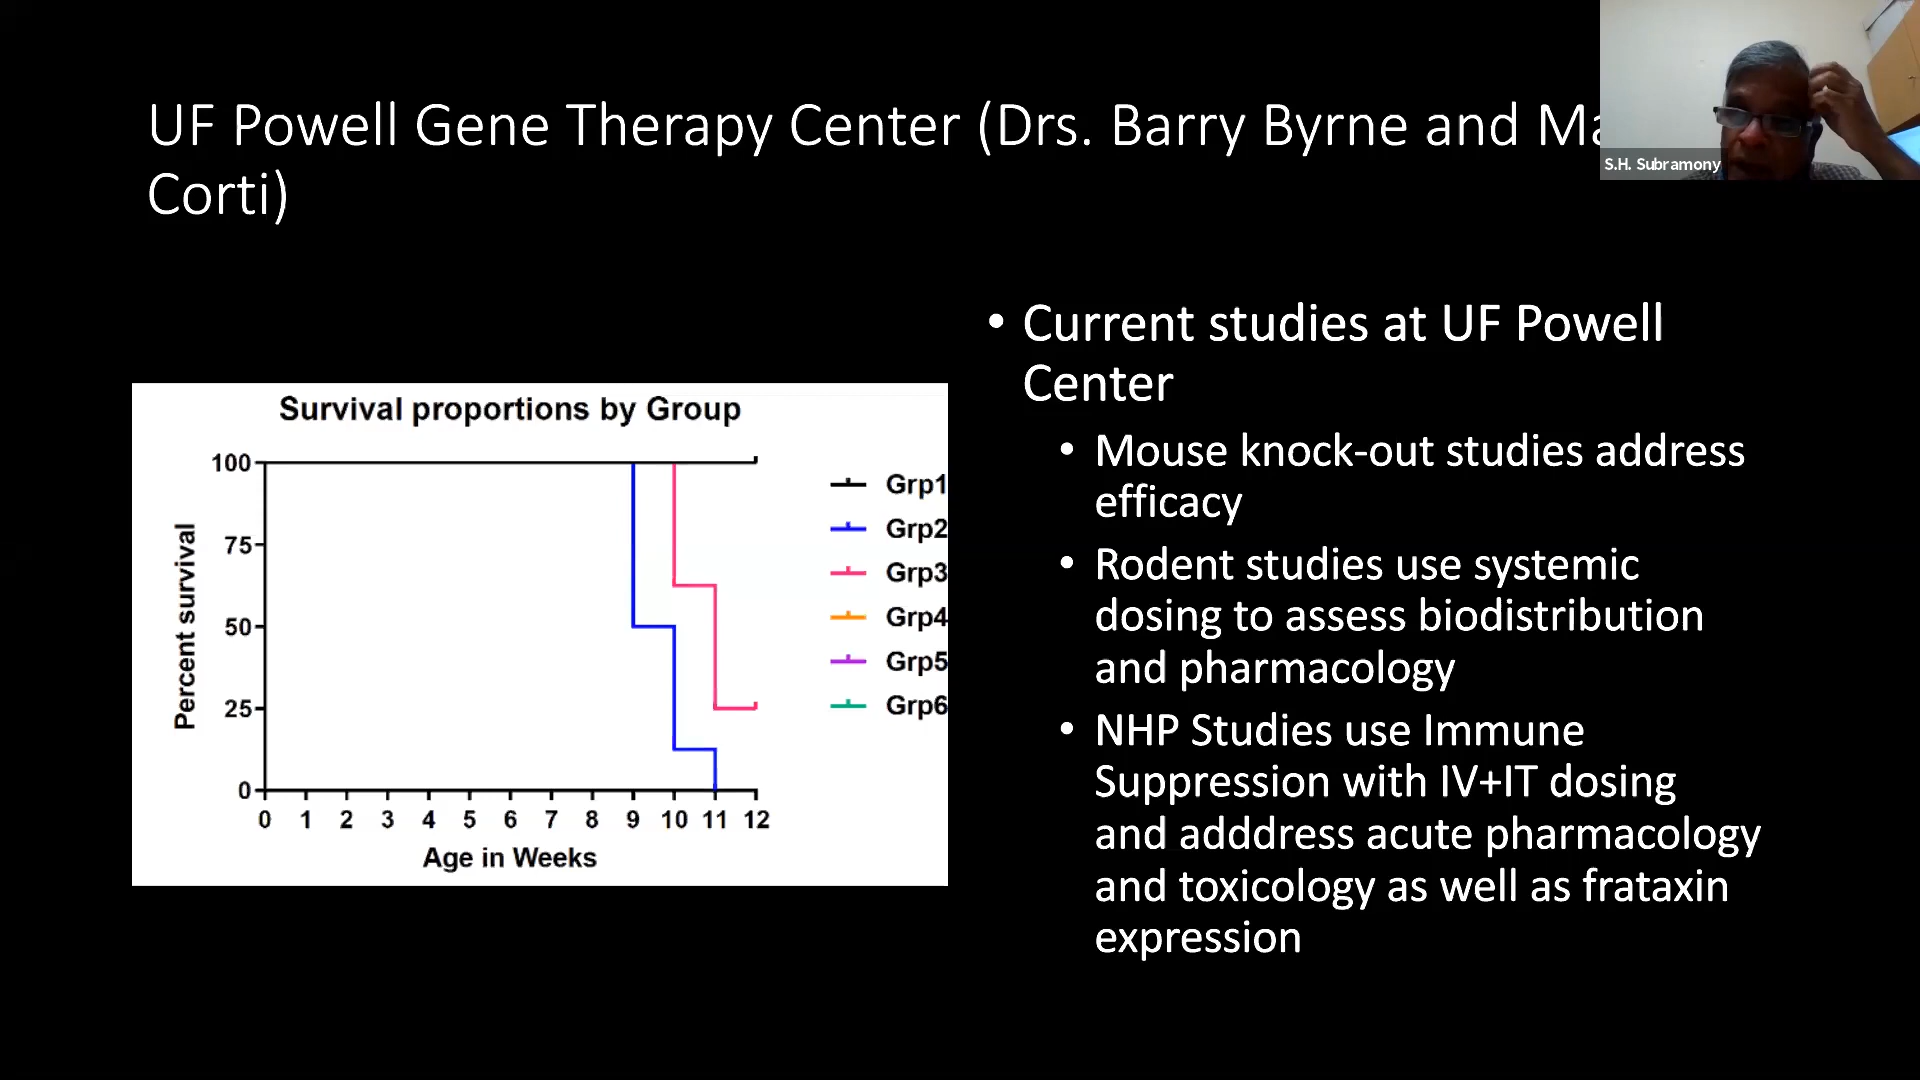 UF Powell Gene Therapy Center (Drs. Barry Byrne and
Corti)
S.H. Subramony
Survival proportions by Group
Percent survival
100
75
50
25
0
0 1 2 3 4 5 6 7 8 9 10 11 12
Age in Weeks
Grp1
Grp2
Grp3
Grp4
Grp5
Grp6
• Current studies at UF Powell
Center
• Mouse knock-out studies address
efficacy
• Rodent studies use systemic
dosing to assess biodistribution
and pharmacology
• NHP Studies use Immune
Suppression with IV+IT dosing
and adddress acute pharmacology
and toxicology as well as frataxin
expression